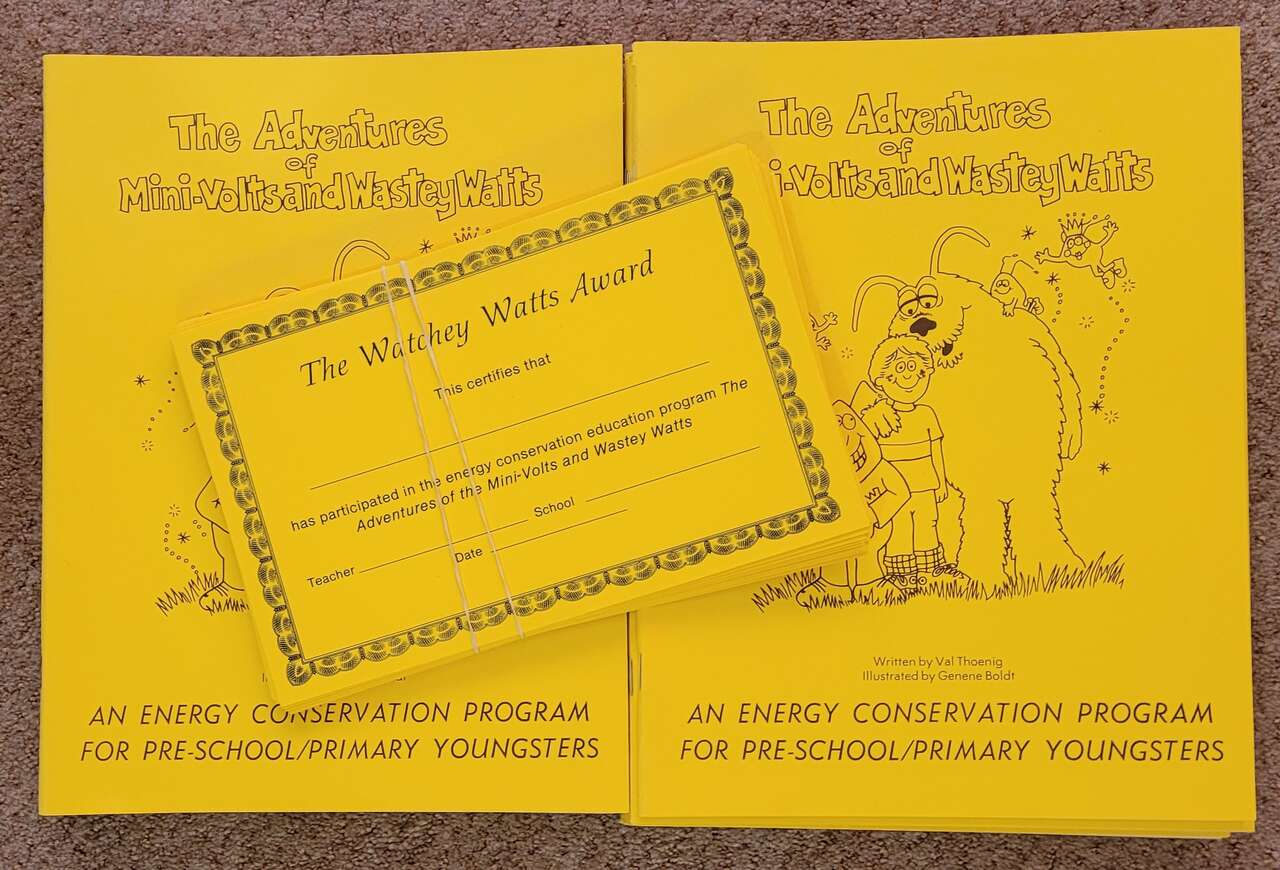 The Adventures
of
Mini-Volts and Wastey Watts
AN ENERGY CONSERVATION PROGRAM
FOR PRE-SCHOOL/PRIMARY YOUNGSTERS
The Watchey Watts Award
This certifies that
has participated in the energy conservation education program The
Adventures of the Mini-Volts and Wastey Watts
Teacher School
Date
The Adventures
of
i-Volts and Wastey Watts
Written by Val Thoenig
Illustrated by Genene Boldt
AN ENERGY CONSERVATION PROGRAM
FOR PRE-SCHOOL/PRIMARY YOUNGSTERS